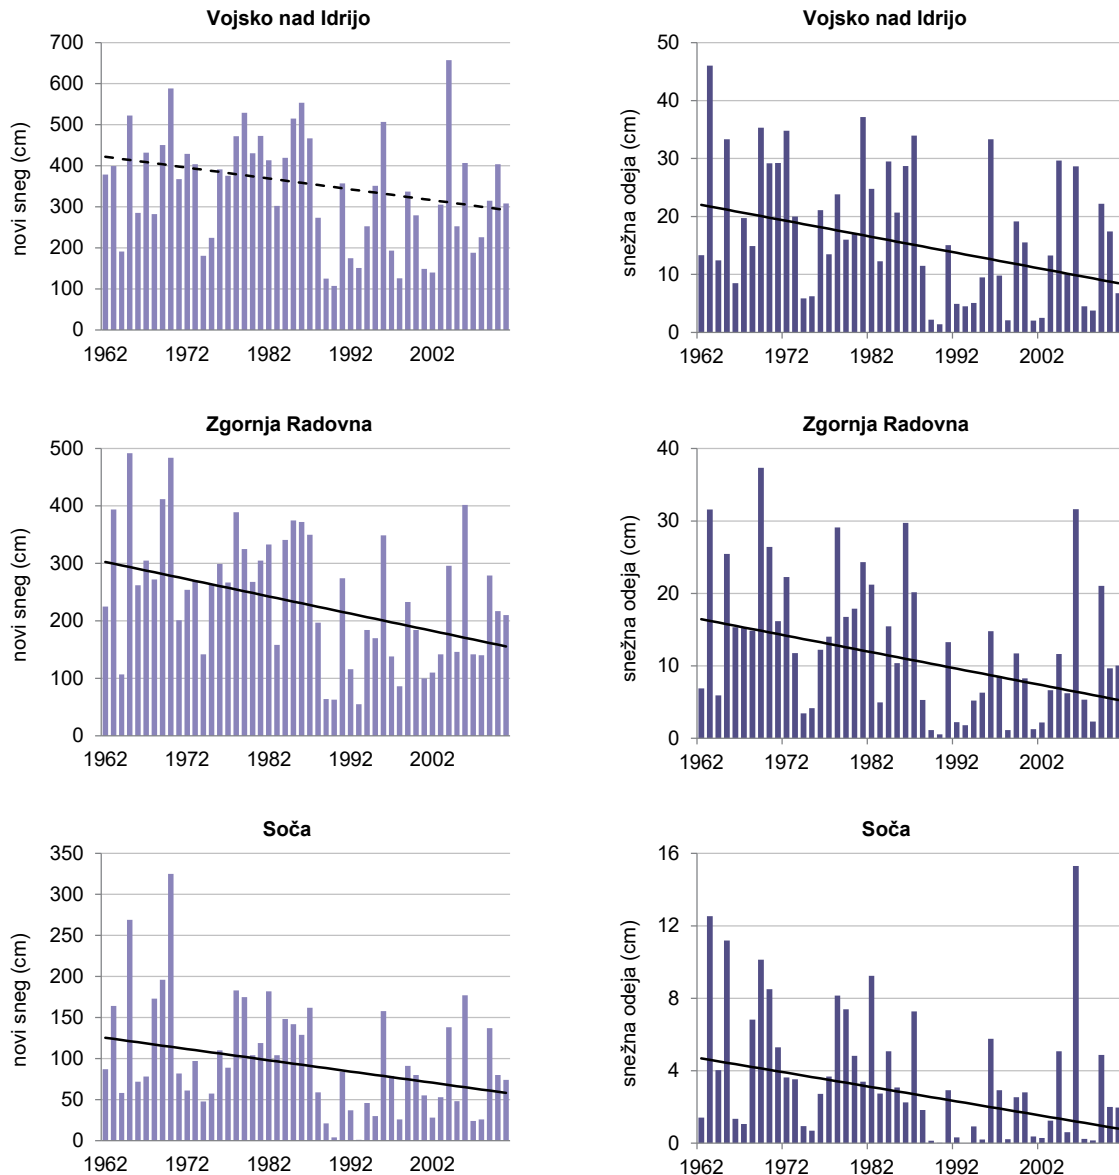 Vojsko nad Idrijo
novi sneg (cm)
700
600
500
400
300
200
100
0
1962 1972 1982 1992 2002
Vojsko nad Idrijo
snežna odeja (cm)
50
40
30
20
10
0
1962 1972 1982 1992 2002
Zgornja Radovna
novi sneg (cm)
500
400
300
200
100
0
1962 1972 1982 1992 2002
Zgornja Radovna
snežna odeja (cm)
40
30
20
10
0
1962 1972 1982 1992 2002
Soča
novi sneg (cm)
350
300
250
200
150
100
50
0
1962 1972 1982 1992 2002
Soča
snežna odeja (cm)
16
12
8
4
0
1962 1972 1982 1992 2002